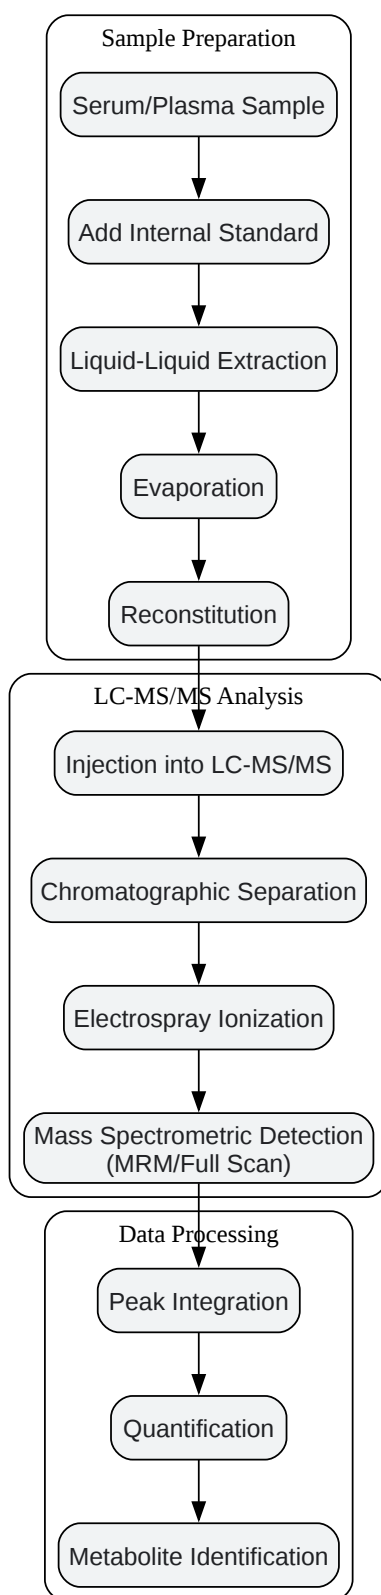 Sample Preparation
Serum/Plasma Sample
Add Internal Standard
Liquid-Liquid Extraction
Evaporation
Reconstitution
LC-MS/MS Analysis
Injection into LC-MS/MS
Chromatographic Separation
Electrospray Ionization
Mass Spectrometric Detection
(MRM/Full Scan)
Data Processing
Peak Integration
Quantification
Metabolite Identification